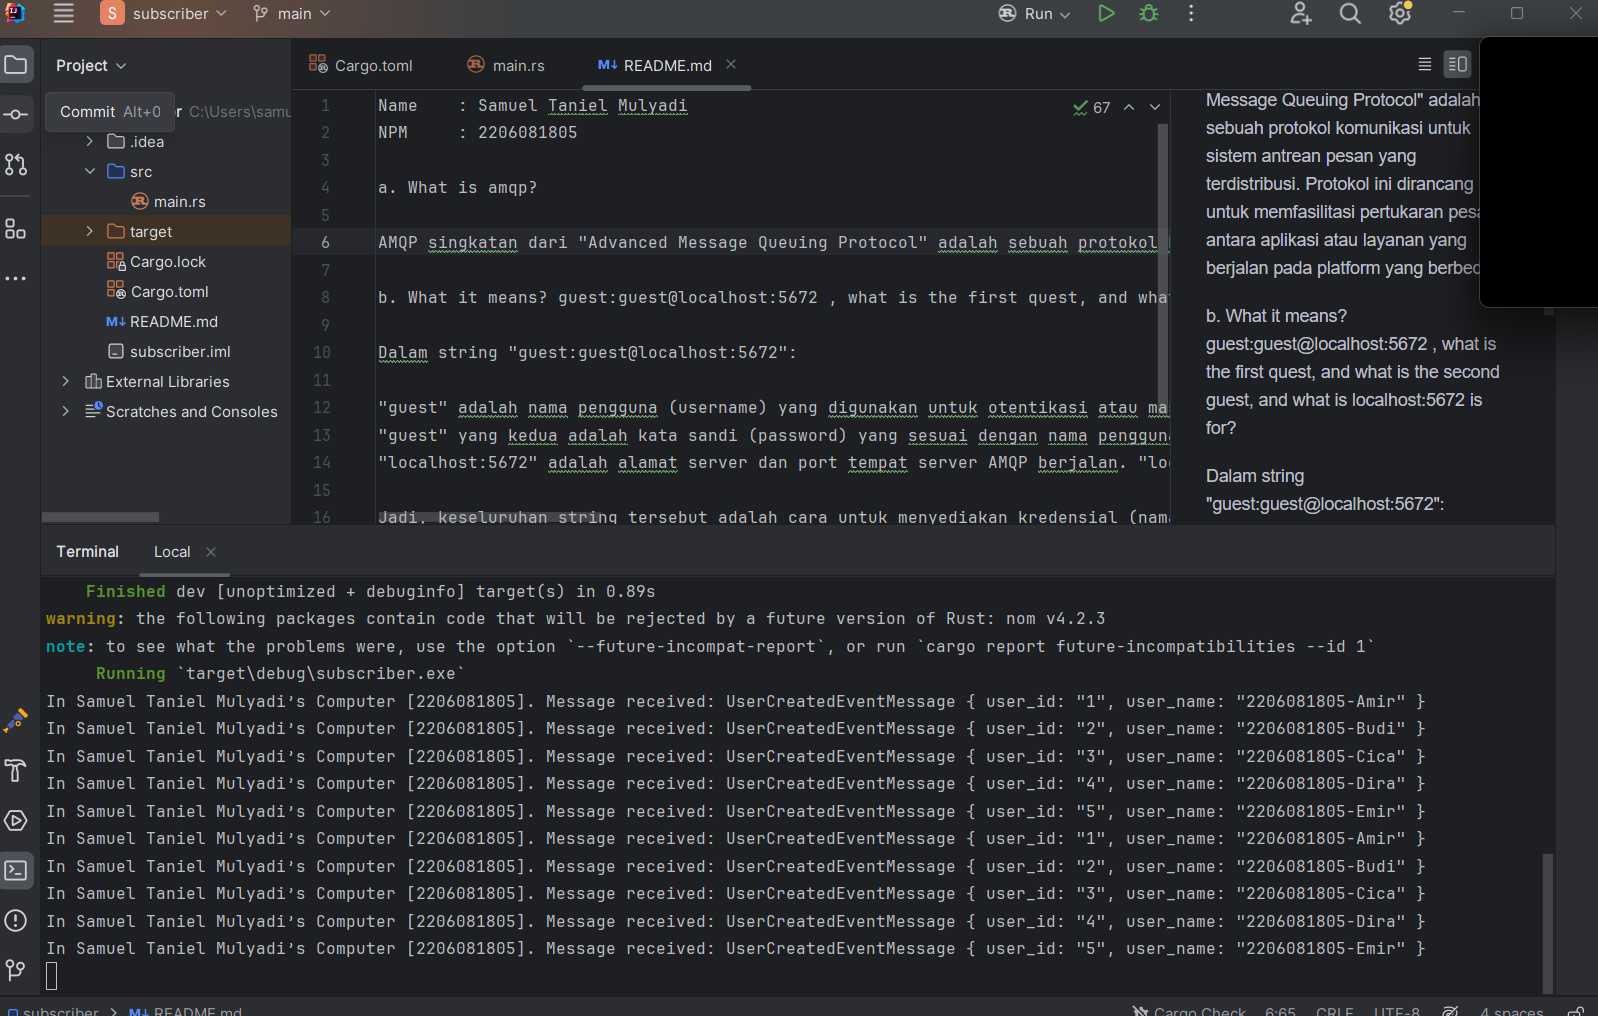 S subscriber main Run
Project
Cargo.toml main.rs M↓ README.md
Commit Alt+0 r C:\Users\samu
.idea
src
main.rs
target
Cargo.lock
Cargo.toml
M↓ README.md
subscriber.iml
External Libraries
Scratches and Consoles
67
1 Name : Samuel Taniel Mulyadi
2 NPM : 2206081805
3
4 a. What is amqp?
5
6 AMQP singkatan dari "Advanced Message Queuing Protocol" adalah sebuah protokol
7
8 b. What it means? guest:guest@localhost:5672 , what is the first quest, and wha
9
10 Dalam string "guest:guest@localhost:5672":
11
12 "guest" adalah nama pengguna (username) yang digunakan untuk otentikasi atau ma
13 "guest" yang kedua adalah kata sandi (password) yang sesuai dengan nama pengguna
14 "localhost:5672" adalah alamat server dan port tempat server AMQP berjalan. "lo
15
16 Jadi, keseluruhan string tersebut adalah cara untuk menyediakan kredensial (nam
Message Queuing Protocol" adalah
sebuah protokol komunikasi untuk
sistem antrean pesan yang
terdistribusi. Protokol ini dirancang
untuk memfasilitasi pertukaran pesa
antara aplikasi atau layanan yang
berjalan pada platform yang berbed
b. What it means?
guest:guest@localhost:5672 , what is
the first quest, and what is the second
guest, and what is localhost:5672 is
for?
Dalam string
"guest:guest@localhost:5672":
Terminal Local
Finished dev [unoptimized + debuginfo] target(s) in 0.89s
warning: the following packages contain code that will be rejected by a future version of Rust: nom v4.2.3
note: to see what the problems were, use the option `--future-incompat-report`, or run `cargo report future-incompatibilities --id 1`
Running `target\debug\subscriber.exe`
In Samuel Taniel Mulyadi’s Computer [2206081805]. Message received: UserCreatedEventMessage { user_id: "1", user_name: "2206081805-Amir" }
In Samuel Taniel Mulyadi’s Computer [2206081805]. Message received: UserCreatedEventMessage { user_id: "2", user_name: "2206081805-Budi" }
In Samuel Taniel Mulyadi’s Computer [2206081805]. Message received: UserCreatedEventMessage { user_id: "3", user_name: "2206081805-Cica" }
In Samuel Taniel Mulyadi’s Computer [2206081805]. Message received: UserCreatedEventMessage { user_id: "4", user_name: "2206081805-Dira" }
In Samuel Taniel Mulyadi’s Computer [2206081805]. Message received: UserCreatedEventMessage { user_id: "5", user_name: "2206081805-Emir" }
In Samuel Taniel Mulyadi’s Computer [2206081805]. Message received: UserCreatedEventMessage { user_id: "1", user_name: "2206081805-Amir" }
In Samuel Taniel Mulyadi’s Computer [2206081805]. Message received: UserCreatedEventMessage { user_id: "2", user_name: "2206081805-Budi" }
In Samuel Taniel Mulyadi’s Computer [2206081805]. Message received: UserCreatedEventMessage { user_id: "3", user_name: "2206081805-Cica" }
In Samuel Taniel Mulyadi’s Computer [2206081805]. Message received: UserCreatedEventMessage { user_id: "4", user_name: "2206081805-Dira" }
In Samuel Taniel Mulyadi’s Computer [2206081805]. Message received: UserCreatedEventMessage { user_id: "5", user_name: "2206081805-Emir" }
subscriber > M↓ README.md Cargo Check 6:65 CRLF UTF-8 4 spaces